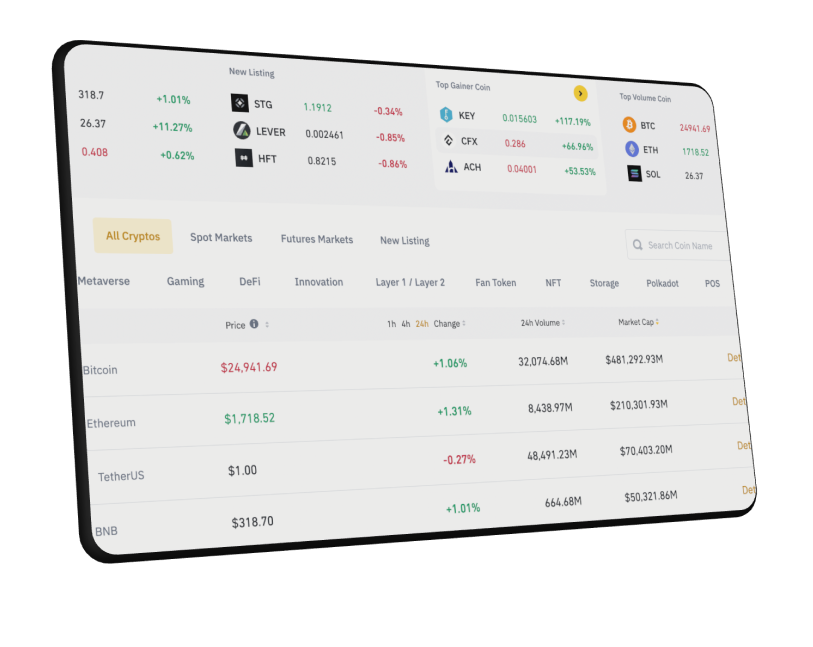 New Listing
Top Gainer Coin
Top Volume Coin
318.7 +1.01% STG 1.1912 -0.34% KEY 0.015603 +117.19% BTC 24941.69
26.37 +11.27% LEVER 0.002461 -0.85% CFX 0.286 +66.96% ETH 1718.52
0.408 +0.62% HFT 0.8215 -0.86% ACH 0.04001 +53.53% SOL 26.37
All Cryptos Spot Markets Futures Markets New Listing Search Coin Name
Metaverse Gaming DeFi Innovation Layer 1 / Layer 2 Fan Token NFT Storage Polkadot POS
Price 1h 4h 24h Change 24h Volume Market Cap
Bitcoin $24,941.69 +1.06% 32,074.68M $481,292.93M Det
Ethereum $1,718.52 +1.31% 8,438.97M $210,301.93M Det
TetherUS $1.00 -0.27% 48,491.23M $70,403.20M Det
BNB $318.70 +1.01% 664.68M $50,321.86M Det